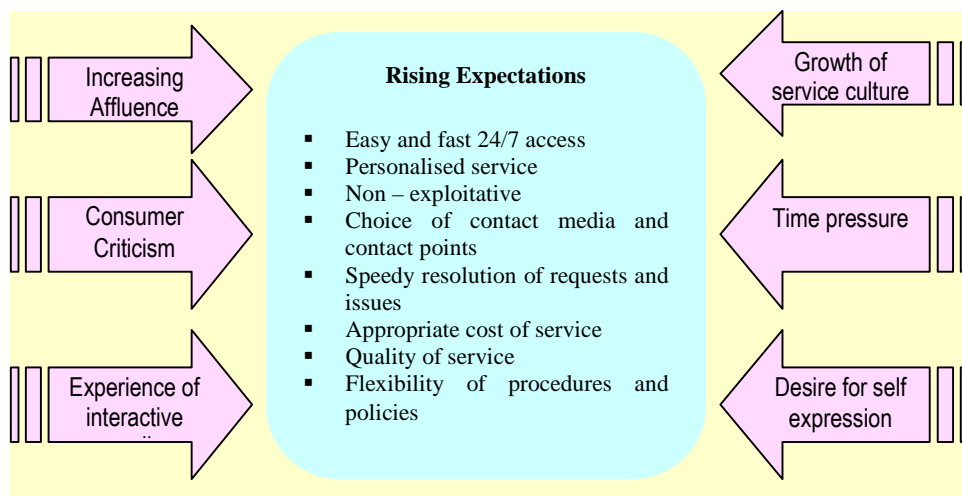 Increasing
Affluence
Consumer
Criticism
Experience of
interactive
Rising Expectations
▪ Easy and fast 24/7 access
▪ Personalised service
▪ Non – exploitative
▪ Choice of contact media and
contact points
▪ Speedy resolution of requests and
issues
▪ Appropriate cost of service
▪ Quality of service
▪ Flexibility of procedures and
policies
Growth of
service culture
Time pressure
Desire for self
expression